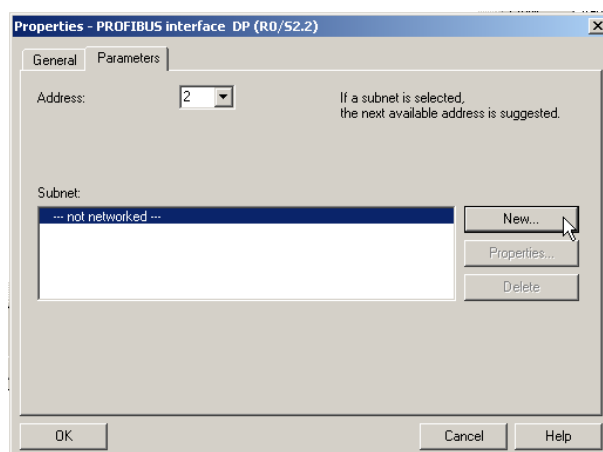 Properties - PROFIBUS interface DP (R0/S2.2)
General Parameters
Address: 2 If a subnet is selected,
the next available address is suggested.
Subnet:
--- not networked ---
New...
Properties...
Delete
OK Cancel Help